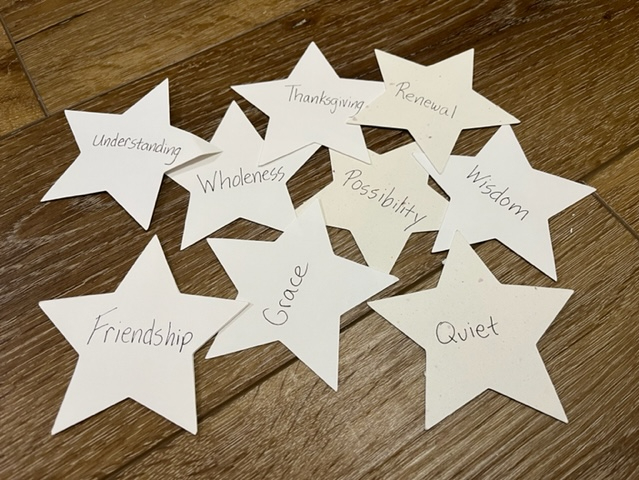 Thanksgiving
Renewal
Understanding
Wholeness
Possibility
Wisdom
Grace
Friendship
Quiet